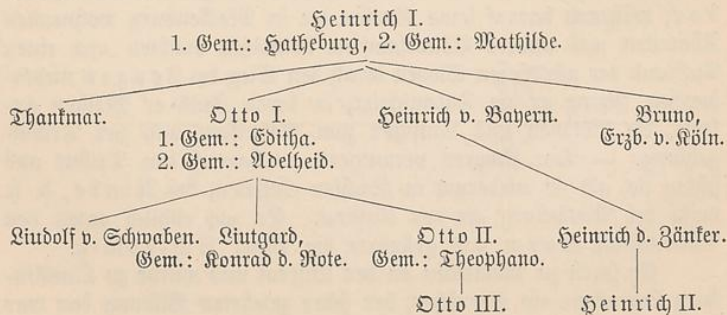 Heinrich I.
1. Gem.: Hatheburg, 2. Gem.: Mathilde.
Thankmar. Otto I. Heinrich v. Bayern. Bruno,
1. Gem.: Editha. Erzb. v. Köln.
2. Gem.: Adelheid.
Liudolf v. Schwaben. Liutgard, Otto II. Heinrich d. Zänker.
Gem.: Konrad d. Rote. Gem.: Theophano.
Otto III. Heinrich II.